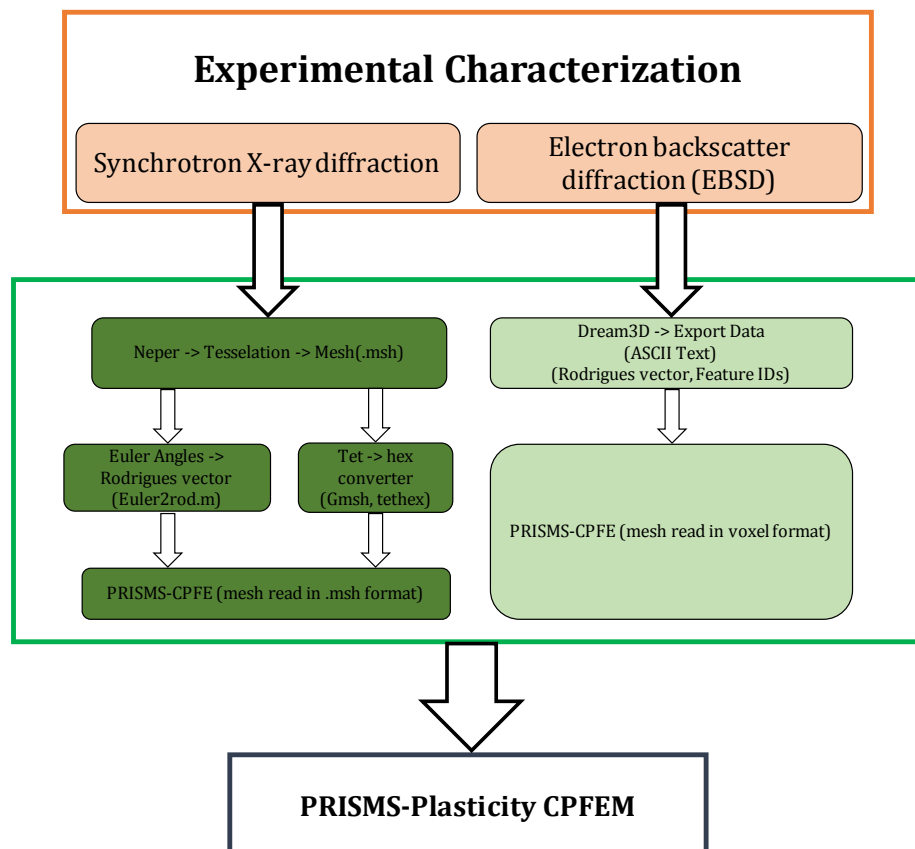 Experimental Characterization
Synchrotron X-ray diffraction
Electron backscatter
diffraction (EBSD)
Neper -> Tesselation -> Mesh(.msh)
Dream3D -> Export Data
(ASCII Text)
(Rodrigues vector, Feature IDs)
Euler Angles ->
Rodrigues vector
(Euler2rod.m)
Tet -> hex
converter
(Gmsh, tethex)
PRISMS-CPFE (mesh read in voxel format)
PRISMS-CPFE (mesh read in .msh format)
PRISMS-Plasticity CPFEM